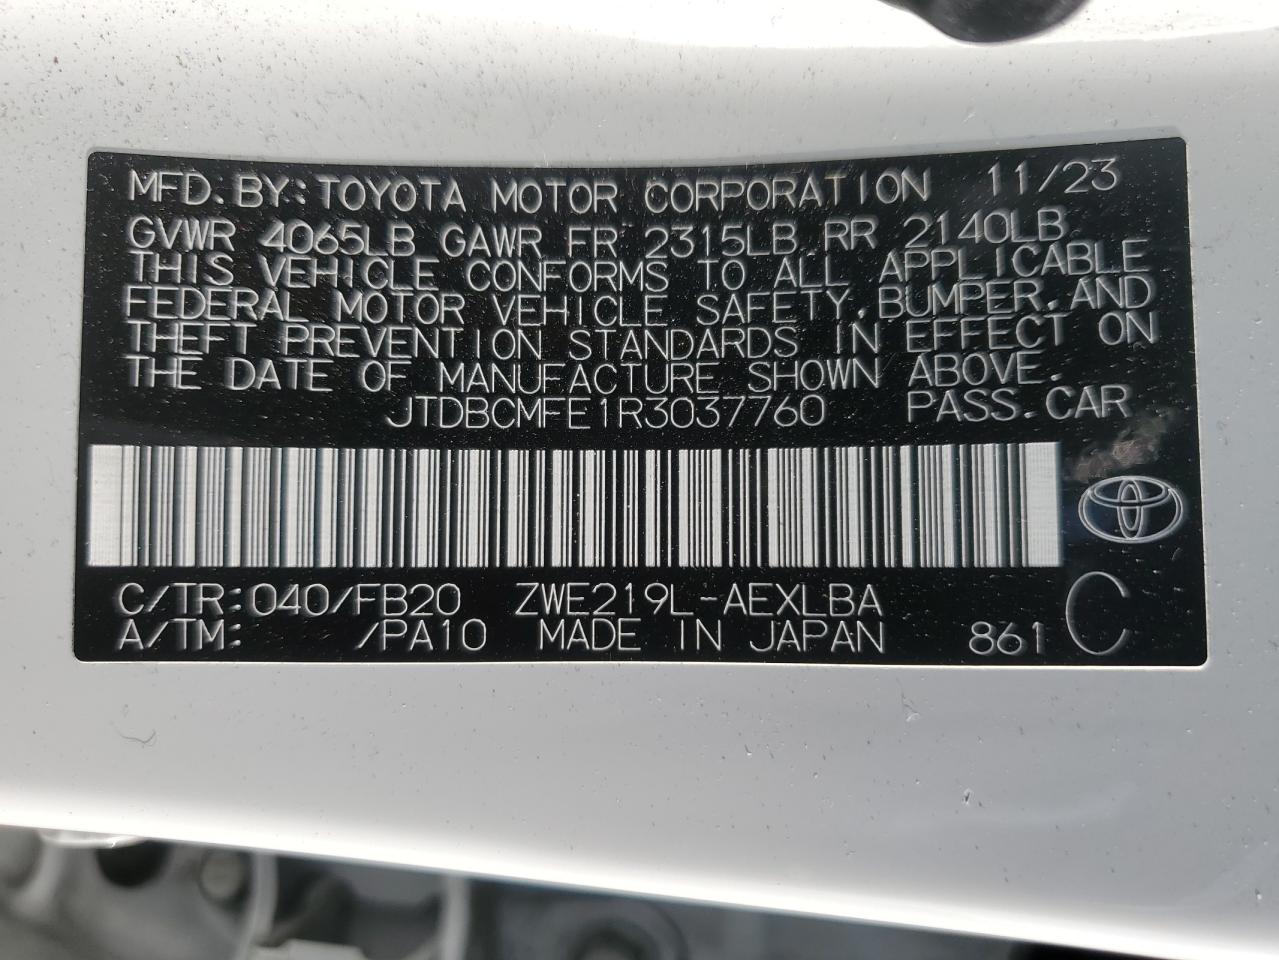 MFD.BY:TOYOTA MOTOR CORPORATION 11/23
GVWR 4065LB GAWR FR 2315LB RR 2140LB
THIS VEHICLE CONFORMS TO ALL APPLICABLE
FEDERAL MOTOR VEHICLE SAFETY,BUMPER,AND
THEFT PREVENTION STANDARDS IN EFFECT ON
THE DATE OF MANUFACTURE SHOWN ABOVE.
JTDBCMFE1R3037760 PASS.CAR
C/TR:040/FB20 ZWE219L-AEXLBA
A/TM: /PA10 MADE IN JAPAN 861 C